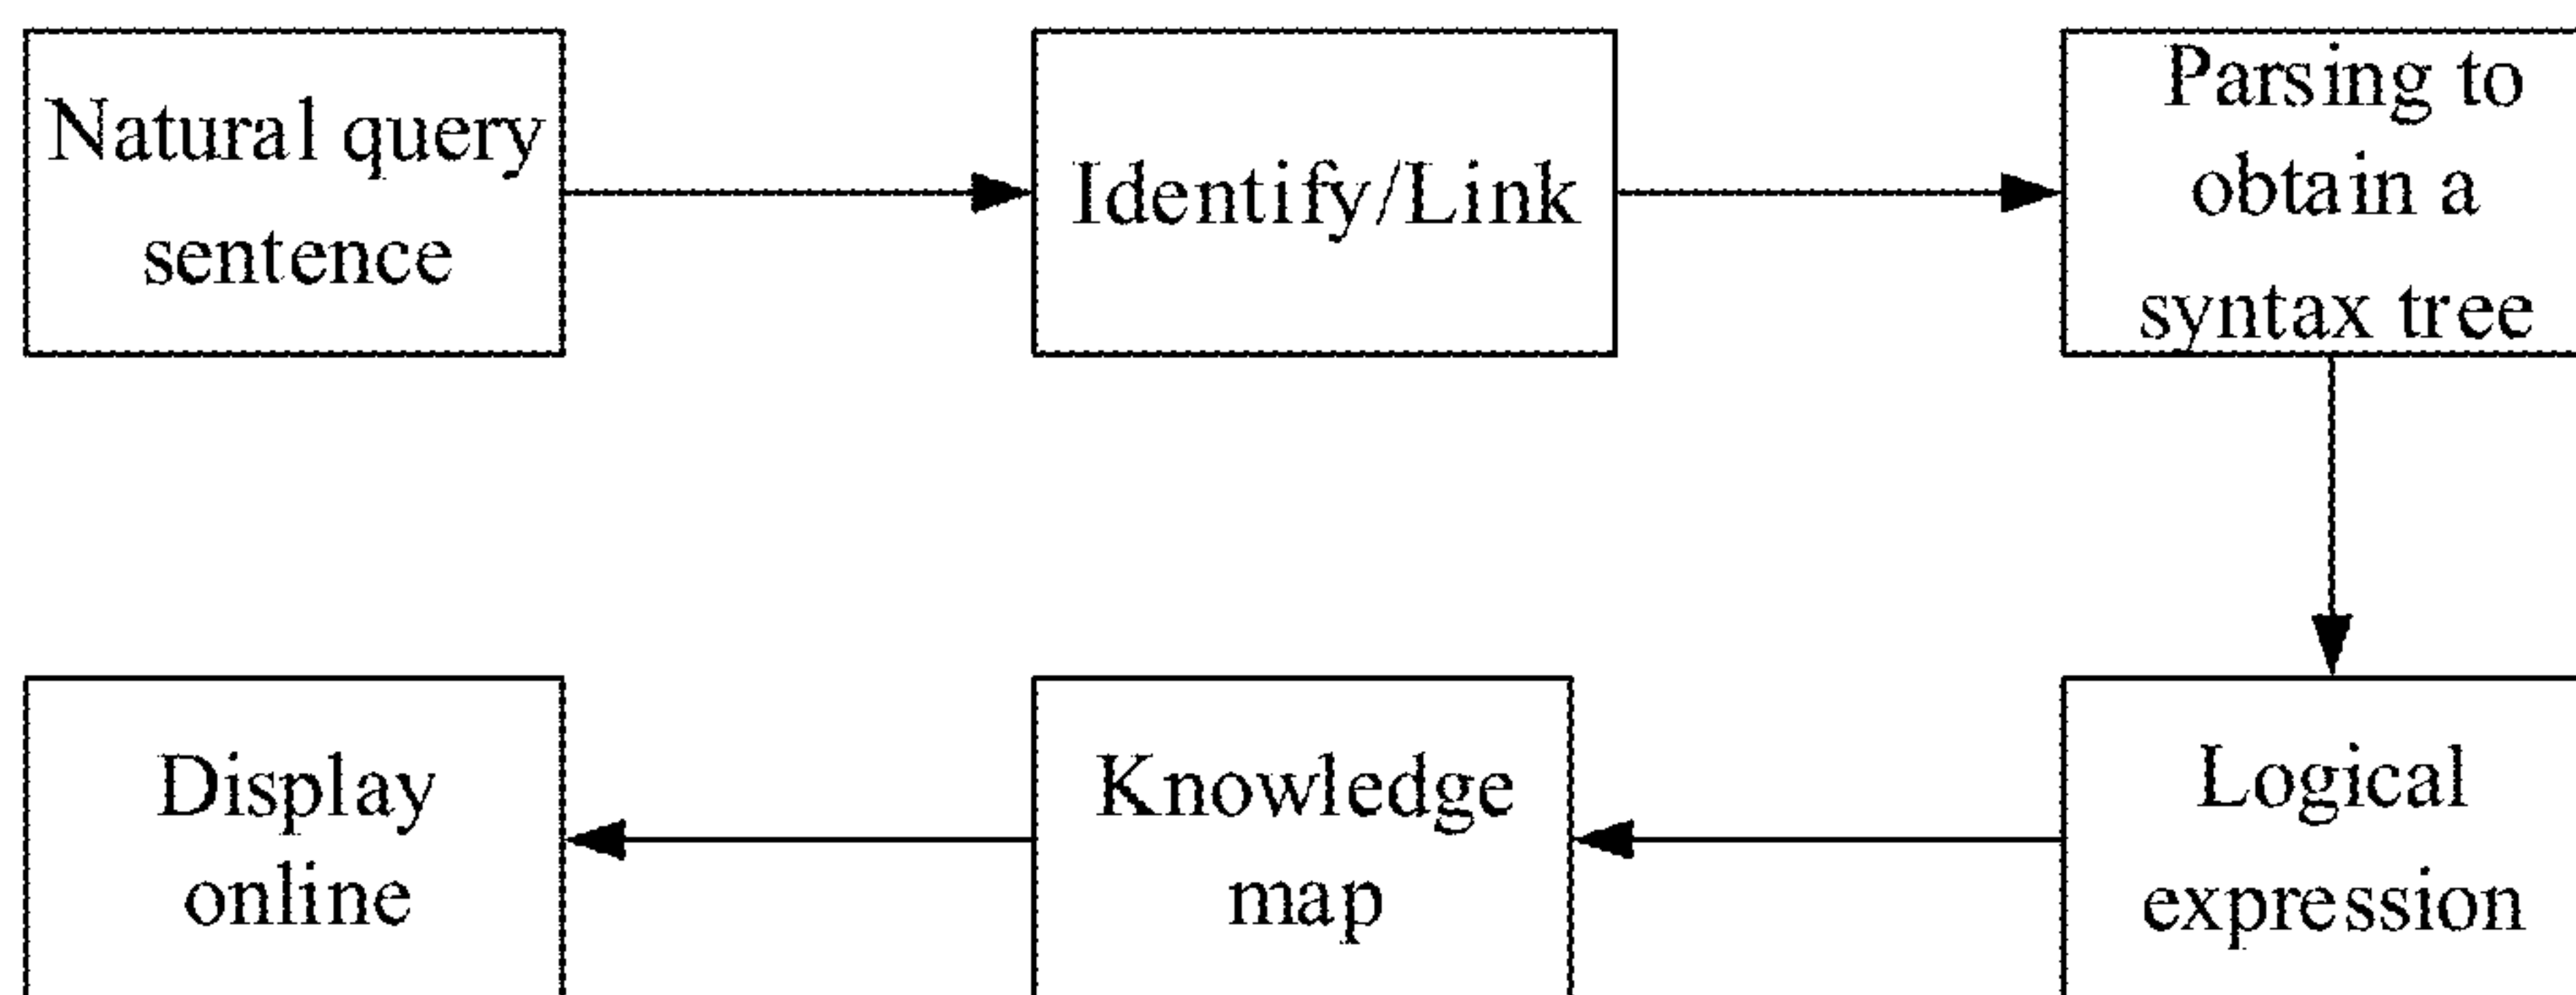 Natural query
sentence
Identify/Link
Parsing to
obtain a
syntax tree
Display
online
Knowledge
map
Logical
expression